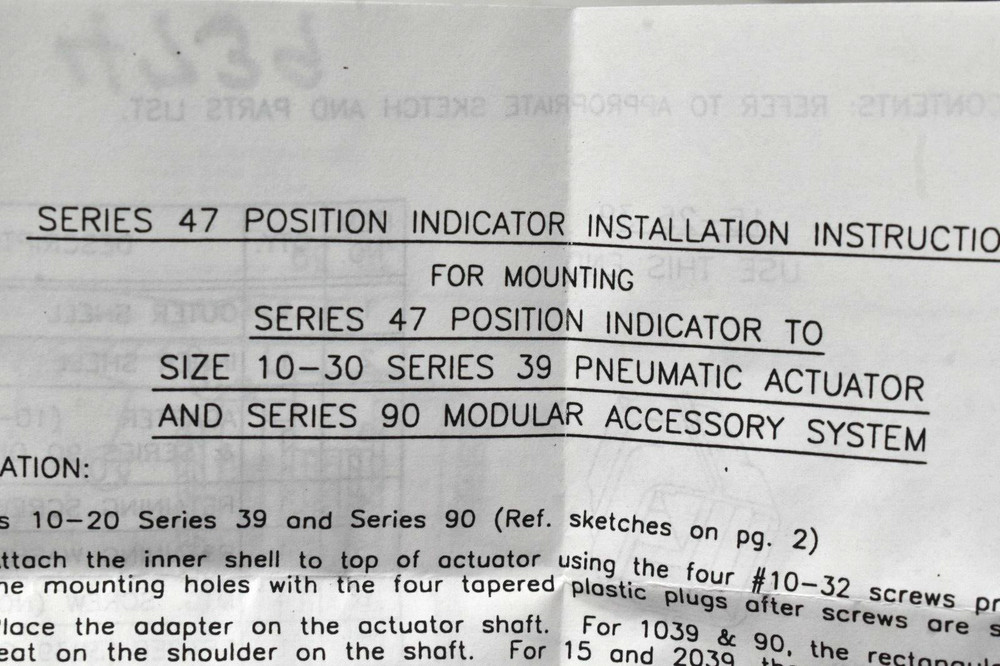 CONTENTS: REFER TO APPROPRIATE SKETCH AND PARTS LIST.
SERIES 47 POSITION INDICATOR INSTALLATION INSTRUCTIO
FOR MOUNTING
SERIES 47 POSITION INDICATOR TO
SIZE 10-30 SERIES 39 PNEUMATIC ACTUATOR
AND SERIES 90 MODULAR ACCESSORY SYSTEM
ATION:
s 10-20 Series 39 and Series 90 (Ref. sketches on pg. 2)
ttach the inner shell to top of actuator using the four #10-32 screws pr
he mounting holes with the four tapered plastic plugs after screws are s
Place the adapter on the actuator shaft. For 1039 & 90, the rectangul
eat on the shoulder on the shaft. For 15 and 2039